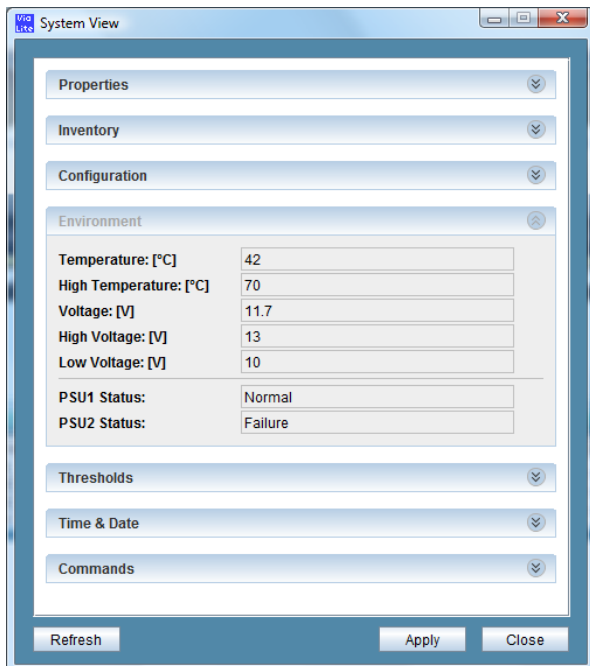 Via Lite System View
Properties
Inventory
Configuration
Environment
Temperature: [°C] 42
High Temperature: [°C] 70
Voltage: [V] 11.7
High Voltage: [V] 13
Low Voltage: [V] 10
PSU1 Status: Normal
PSU2 Status: Failure
Thresholds
Time & Date
Commands
Refresh Apply Close